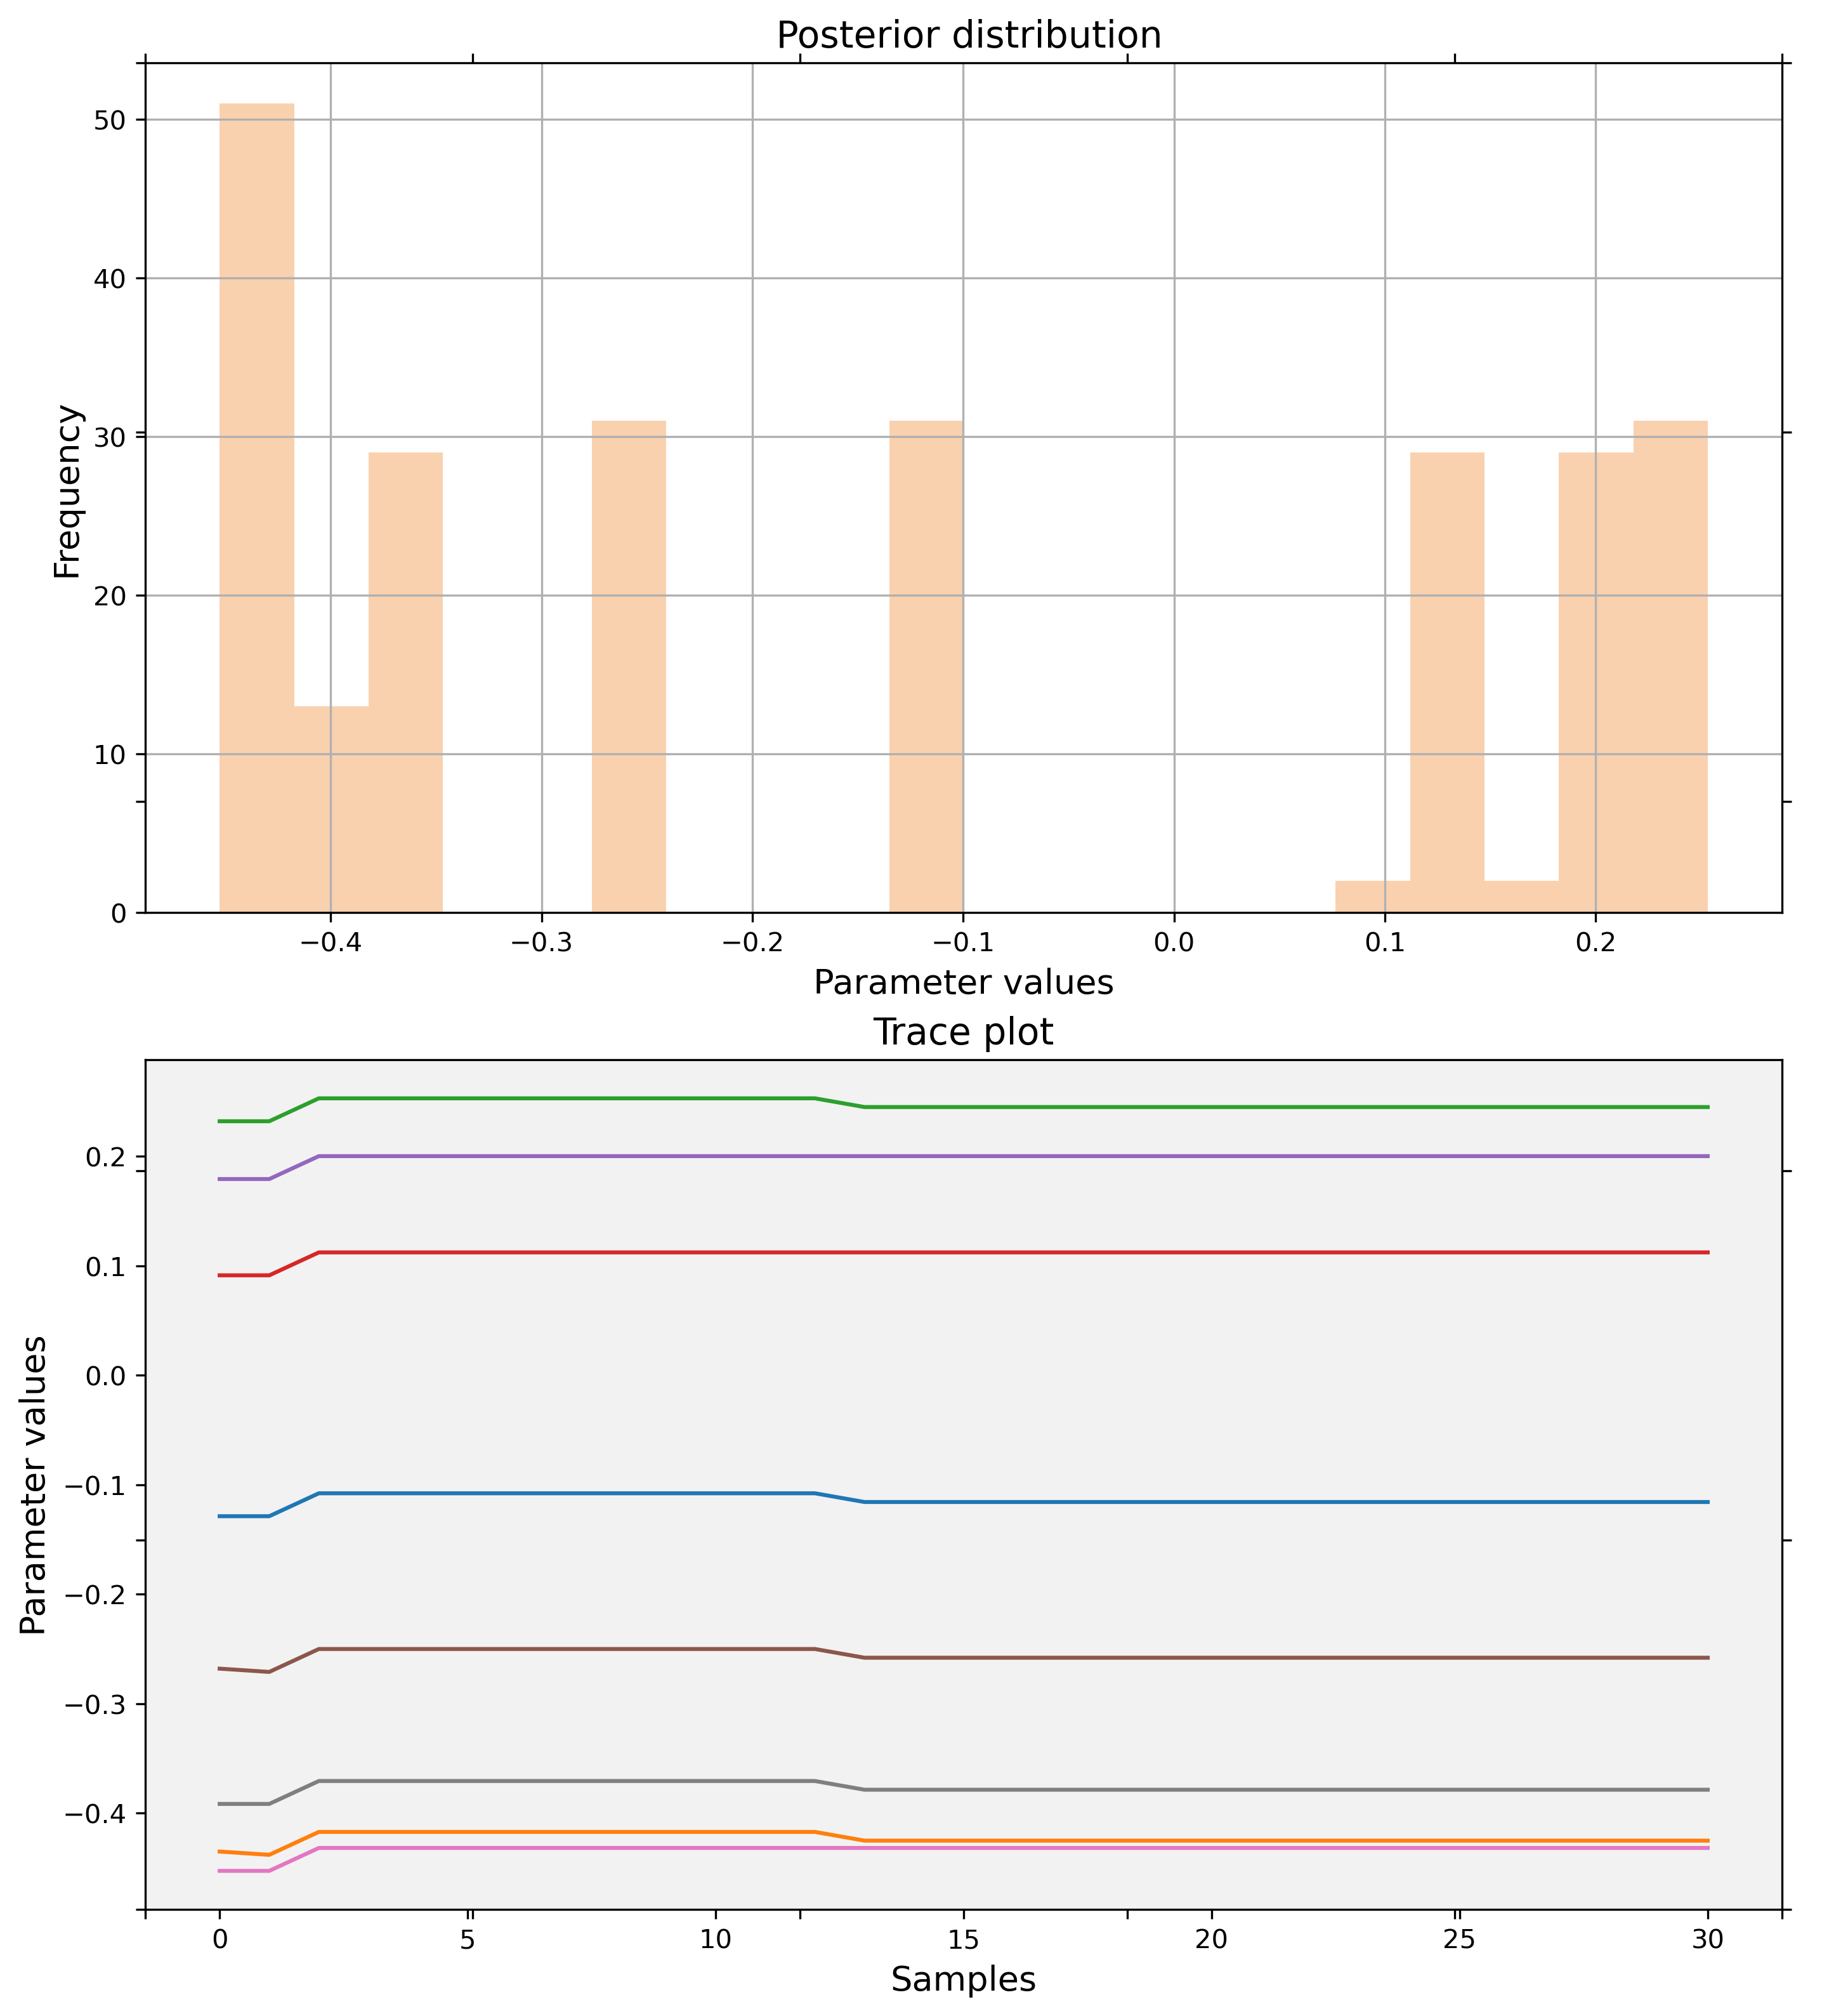 Posterior distribution
50
40
30
20
10
0
Frequency
−0.4 −0.3 −0.2 −0.1 0.0 0.1 0.2
Parameter values
Trace plot
0.2
0.1
0.0
−0.1
−0.2
−0.3
−0.4
Parameter values
0 5 10 15 20 25 30
Samples